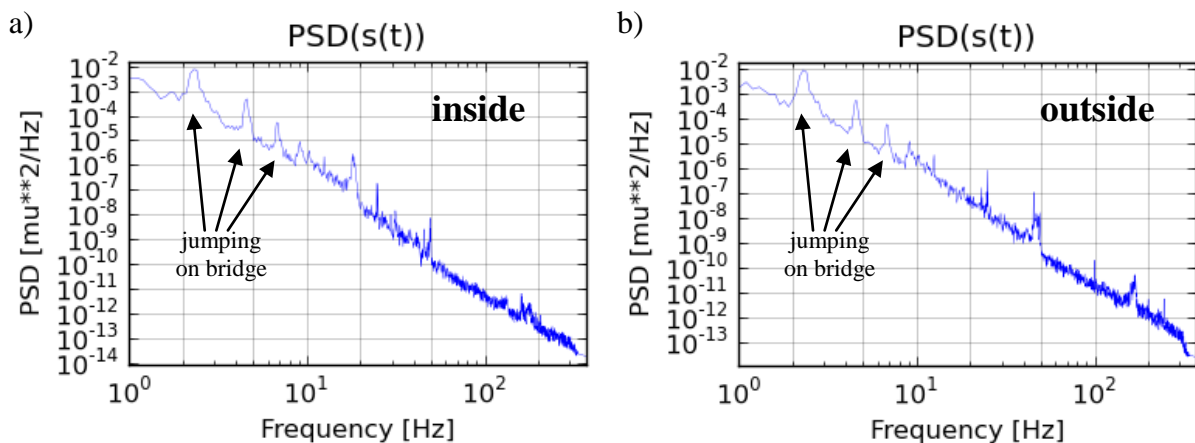 a)
PSD(s(t))
PSD [mu**2/Hz]
10^-2
10^-3
10^-4
10^-5
10^-6
10^-7
10^-8
10^-9
10^-10
10^-11
10^-12
10^-13
10^-14
inside
jumping
on bridge
10^0
10^1
10^2
Frequency [Hz]
b)
PSD(s(t))
PSD [mu**2/Hz]
10^-2
10^-3
10^-4
10^-5
10^-6
10^-7
10^-8
10^-9
10^-10
10^-11
10^-12
10^-13
outside
jumping
on bridge
10^0
10^1
10^2
Frequency [Hz]